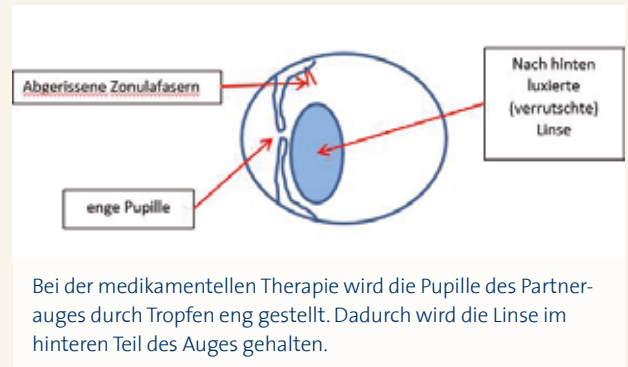 Abgerissene Zonulafasern
Nach hinten
luxierte
(verrutschte)
Linse
enge Pupille
Bei der medikamentellen Therapie wird die Pupille des Partner-
auges durch Tropfen eng gestellt. Dadurch wird die Linse im
hinteren Teil des Auges gehalten.